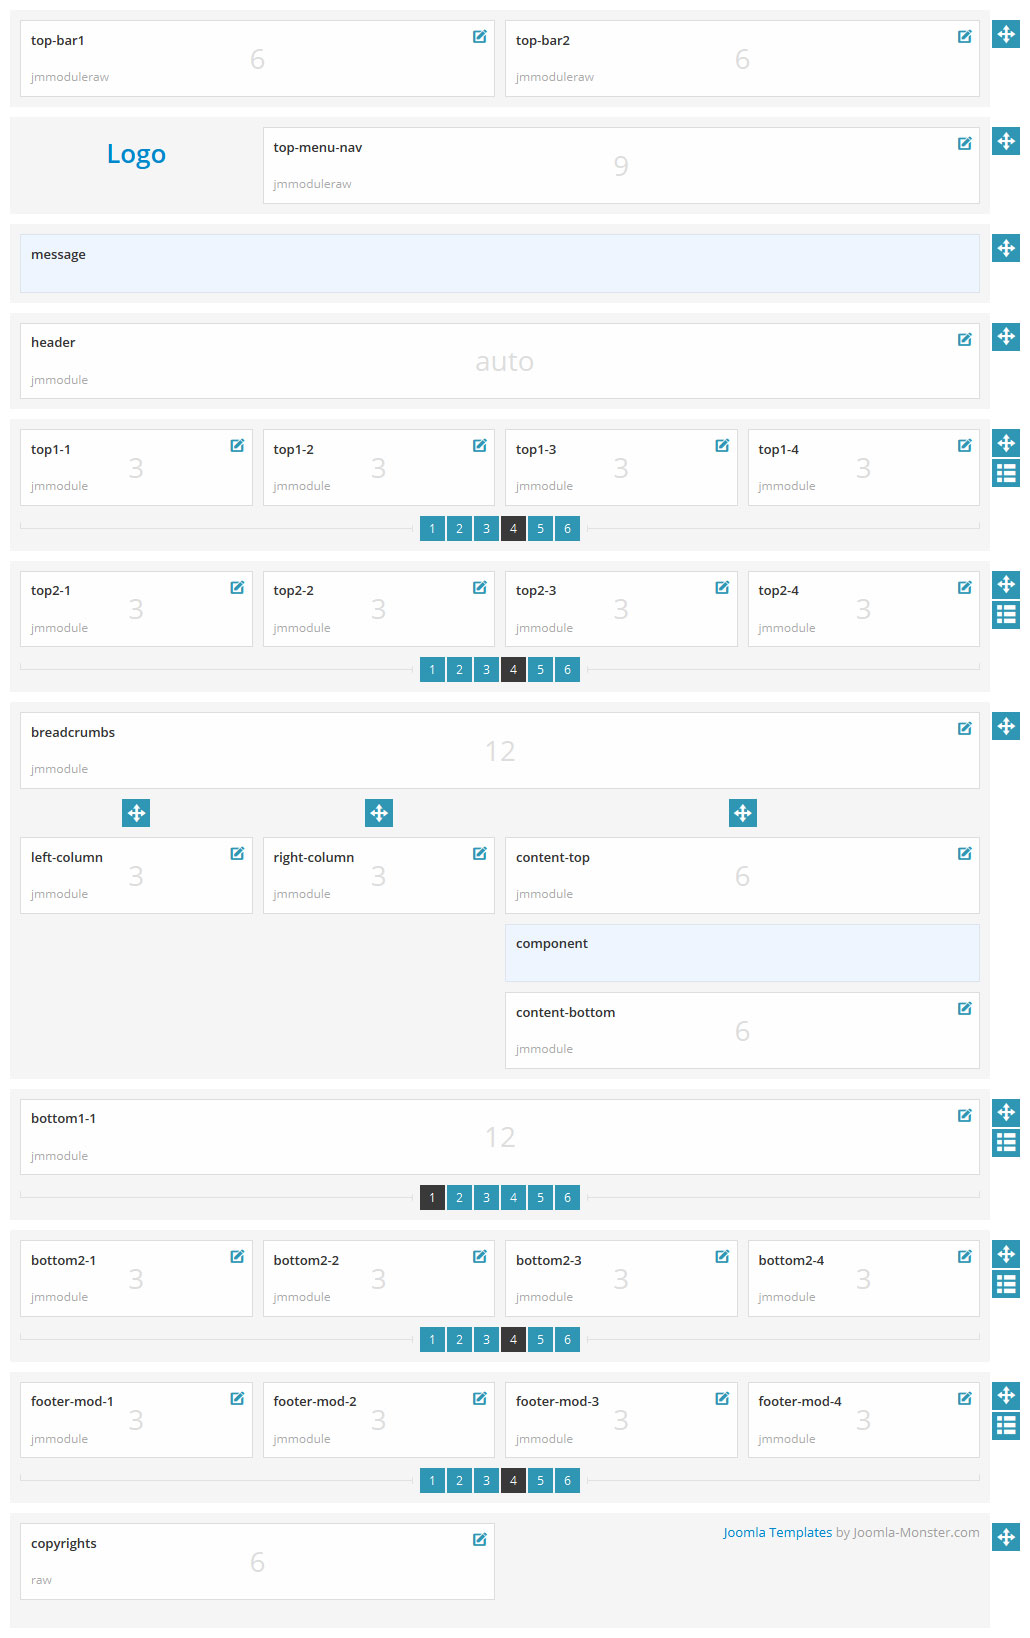 top-bar1
6
jmmoduleraw
top-bar2
6
jmmoduleraw
Logo
top-menu-nav
9
jmmoduleraw
message
header
auto
jmmodule
top1-1
3
jmmodule
top1-2
3
jmmodule
top1-3
3
jmmodule
top1-4
3
jmmodule
1 2 3 4 5 6
top2-1
3
jmmodule
top2-2
3
jmmodule
top2-3
3
jmmodule
top2-4
3
jmmodule
1 2 3 4 5 6
breadcrumbs
12
jmmodule
left-column
3
jmmodule
right-column
3
jmmodule
content-top
6
jmmodule
component
content-bottom
6
jmmodule
bottom1-1
12
jmmodule
1 2 3 4 5 6
bottom2-1
3
jmmodule
bottom2-2
3
jmmodule
bottom2-3
3
jmmodule
bottom2-4
3
jmmodule
1 2 3 4 5 6
footer-mod-1
3
jmmodule
footer-mod-2
3
jmmodule
footer-mod-3
3
jmmodule
footer-mod-4
3
jmmodule
1 2 3 4 5 6
copyrights
6
raw
Joomla Templates by Joomla-Monster.com